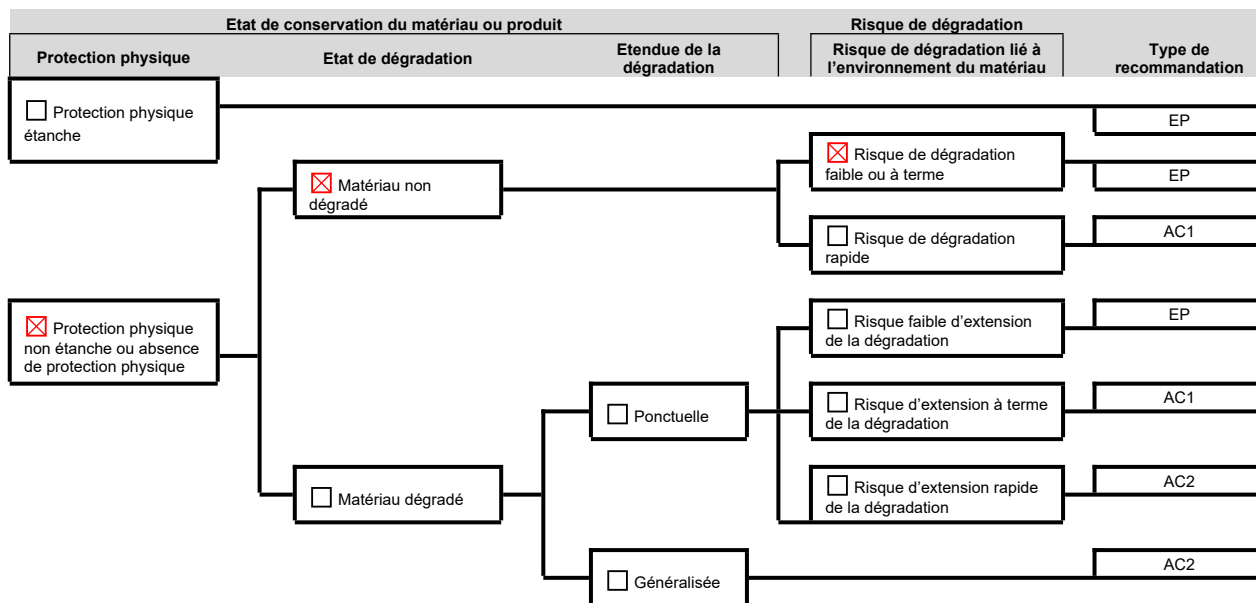 Etat de conservation du matériau ou produit
Risque de dégradation
Protection physique
Etat de dégradation
Etendue de la
dégradation
Risque de dégradation lié à
l'environnement du matériau
Type de
recommandation
Protection physique
étanche
EP
Matériau non
dégradé
Risque de dégradation
faible ou à terme
EP
Risque de dégradation
rapide
AC1
Protection physique
non étanche ou absence
de protection physique
Risque faible d'extension
de la dégradation
EP
Ponctuelle
Risque d'extension à terme
de la dégradation
AC1
Matériau dégradé
Risque d'extension rapide
de la dégradation
AC2
Généralisée
AC2